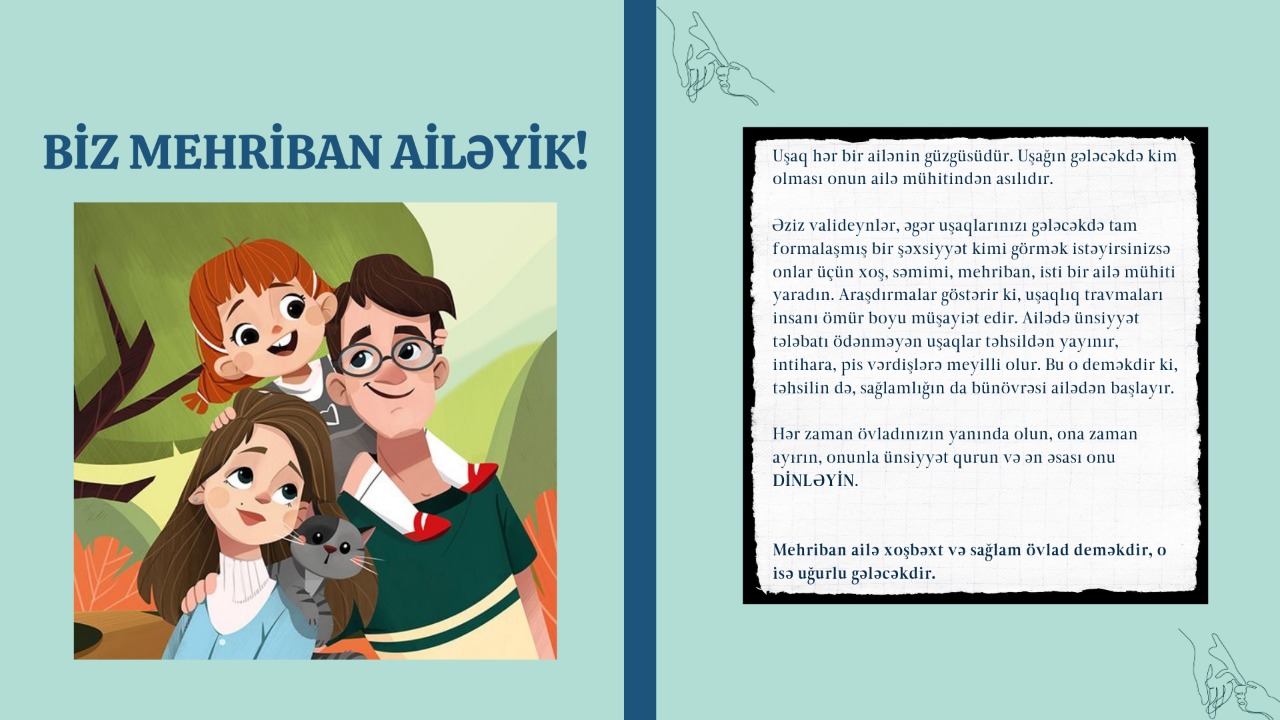 BİZ MEHRİBAN AİLƏYİK!
Uşaq hər bir ailənin güzgüsüdür. Uşağın gələcəkdə kim
olması onun ailə mühitindən asılıdır.
Əziz valideynlər, əgər uşaqlarınızı gələcəkdə tam
formalaşmış bir şəxsiyyət kimi görmək istəyirsinizsə
onlar üçün xoş, səmimi, mehriban, isti bir ailə mühiti
yaradın. Araşdırmalar göstərir ki, uşaqlıq travmaları
insanı ömür boyu müşayiət edir. Ailədə ünsiyyət
tələbatı ödənməyən uşaqlar təhsildən yayınır,
intihara, pis vərdişlərə meyilli olur. Bu o deməkdir ki,
təhsilin də, sağlamlığın da bünövrəsi ailədən başlayır.
Hər zaman övladınızın yanında olun, ona zaman
ayırın, onunla ünsiyyət qurun və ən əsası onu
DİNLƏYİN.
Mehriban ailə xoşbəxt və sağlam övlad deməkdir, o
isə uğurlu gələcəkdir.